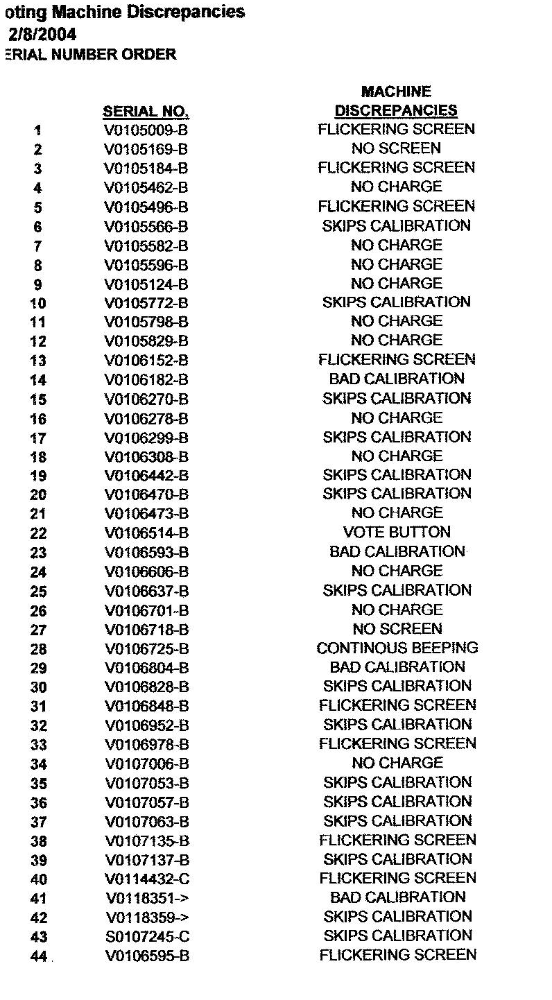 oting Machine Discrepancies
2/8/2004
ERIAL NUMBER ORDER
MACHINE
SERIAL NO. DISCREPANCIES
1 V0105009-B FLICKERING SCREEN
2 V0105169-B NO SCREEN
3 V0105184-B FLICKERING SCREEN
4 V0105462-B NO CHARGE
5 V0105496-B FLICKERING SCREEN
6 V0105566-B SKIPS CALIBRATION
7 V0105582-B NO CHARGE
8 V0105596-B NO CHARGE
9 V0105124-B NO CHARGE
10 V0105772-B SKIPS CALIBRATION
11 V0105798-B NO CHARGE
12 V0105829-B NO CHARGE
13 V0106152-B FLICKERING SCREEN
14 V0106182-B BAD CALIBRATION
15 V0106270-B SKIPS CALIBRATION
16 V0106278-B NO CHARGE
17 V0106299-B SKIPS CALIBRATION
18 V0106308-B NO CHARGE
19 V0106442-B SKIPS CALIBRATION
20 V0106470-B SKIPS CALIBRATION
21 V0106473-B NO CHARGE
22 V0106514-B VOTE BUTTON
23 V0106593-B BAD CALIBRATION
24 V0106606-B NO CHARGE
25 V0106637-B SKIPS CALIBRATION
26 V0106701-B NO CHARGE
27 V0106718-B NO SCREEN
28 V0106725-B CONTINOUS BEEPING
29 V0106804-B BAD CALIBRATION
30 V0106828-B SKIPS CALIBRATION
31 V0106848-B FLICKERING SCREEN
32 V0106952-B SKIPS CALIBRATION
33 V0106978-B FLICKERING SCREEN
34 V0107006-B NO CHARGE
35 V0107053-B SKIPS CALIBRATION
36 V0107057-B SKIPS CALIBRATION
37 V0107063-B SKIPS CALIBRATION
38 V0107135-B FLICKERING SCREEN
39 V0107137-B SKIPS CALIBRATION
40 V0114432-C FLICKERING SCREEN
41 V0118351-> BAD CALIBRATION
42 V0118359-> SKIPS CALIBRATION
43 S0107245-C SKIPS CALIBRATION
44 V0106595-B FLICKERING SCREEN